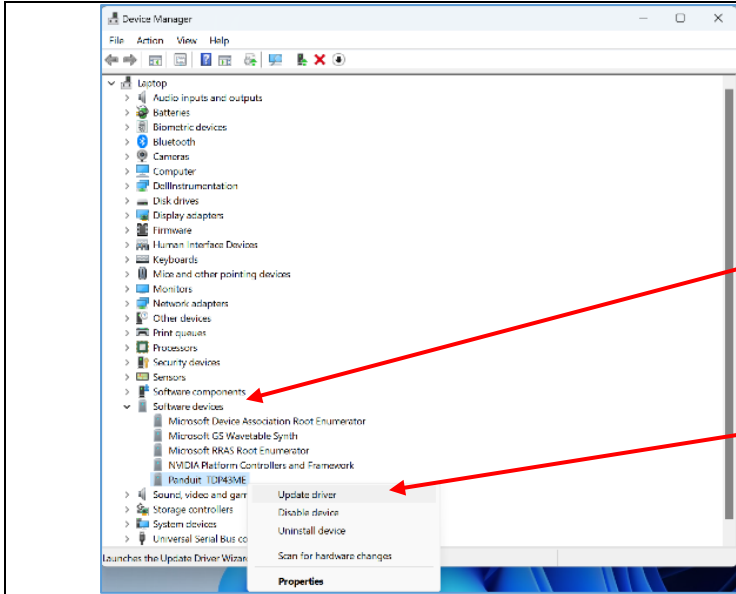 Device Manager
File Action View Help
Laptop
Audio inputs and outputs
Batteries
Biometric devices
Bluetooth
Cameras
Computer
DellInstrumentation
Disk drives
Display adapters
Firmware
Human Interface Devices
Keyboards
Mice and other pointing devices
Monitors
Network adapters
Other devices
Print queues
Processors
Security devices
Sensors
Software components
Software devices
Microsoft Device Association Root Enumerator
Microsoft GS Wavetable Synth
Microsoft RRAS Root Enumerator
NVIDIA Platform Controllers and Framework
Panduit TDP43ME
Sound, video and gam
Update driver
Storage controllers
Disable device
System devices
Uninstall device
Universal Serial Bus co
Scan for hardware changes
Launches the Update Driver Wizar
Properties